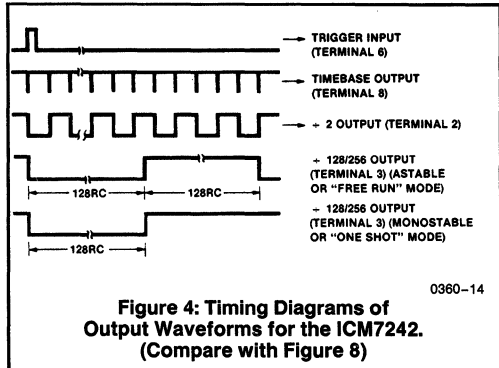 TRIGGER INPUT
(TERMINAL 6)
TIMEBASE OUTPUT
(TERMINAL 8)
÷ 2 OUTPUT (TERMINAL 2)
÷ 128/256 OUTPUT
(TERMINAL 3) (ASTABLE
OR "FREE RUN" MODE)
128RC
128RC
÷ 128/256 OUTPUT
(TERMINAL 3) (MONOSTABLE
OR "ONE SHOT" MODE)
128RC
0360-14
Figure 4: Timing Diagrams of
Output Waveforms for the ICM7242.
(Compare with Figure 8)